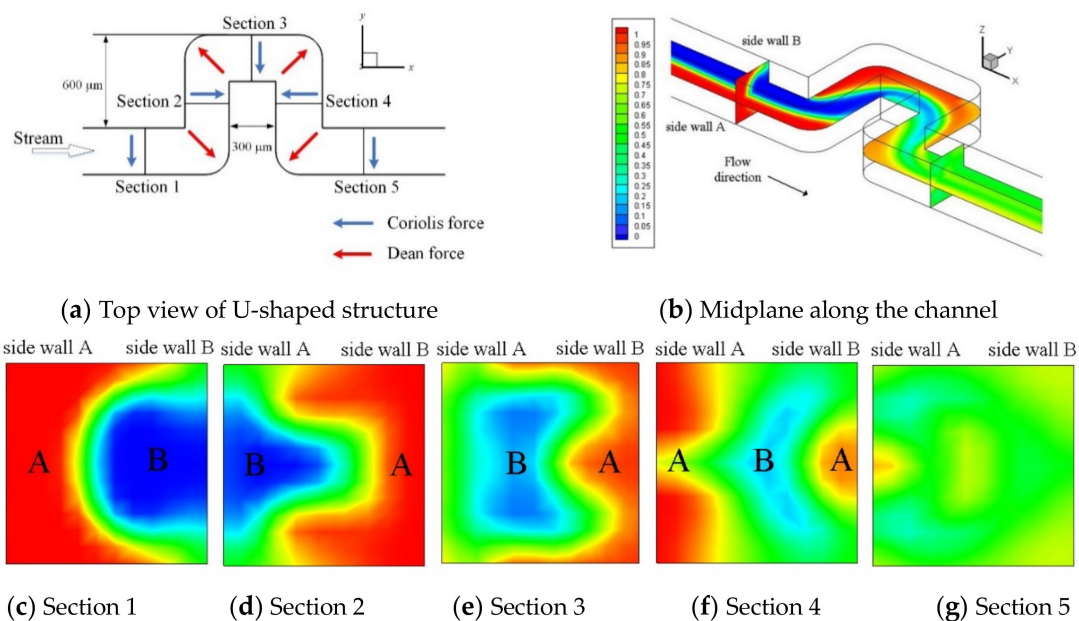 Section 3
y
x
600 μm
Section 2
Section 4
Stream
300 μm
Section 1
Section 5
Coriolis force
Dean force
1
0.95
0.9
0.85
0.8
0.75
0.7
0.65
0.6
0.55
0.5
0.45
0.4
0.35
0.3
0.25
0.2
0.15
0.1
0.05
0
side wall B
side wall A
Flow
direction
Z
Y
X
(a) Top view of U-shaped structure
(b) Midplane along the channel
side wall A side wall B
side wall A side wall B
side wall A side wall B
side wall A side wall B
side wall A side wall B
A B
B A
B A
A B A
(c) Section 1
(d) Section 2
(e) Section 3
(f) Section 4
(g) Section 5